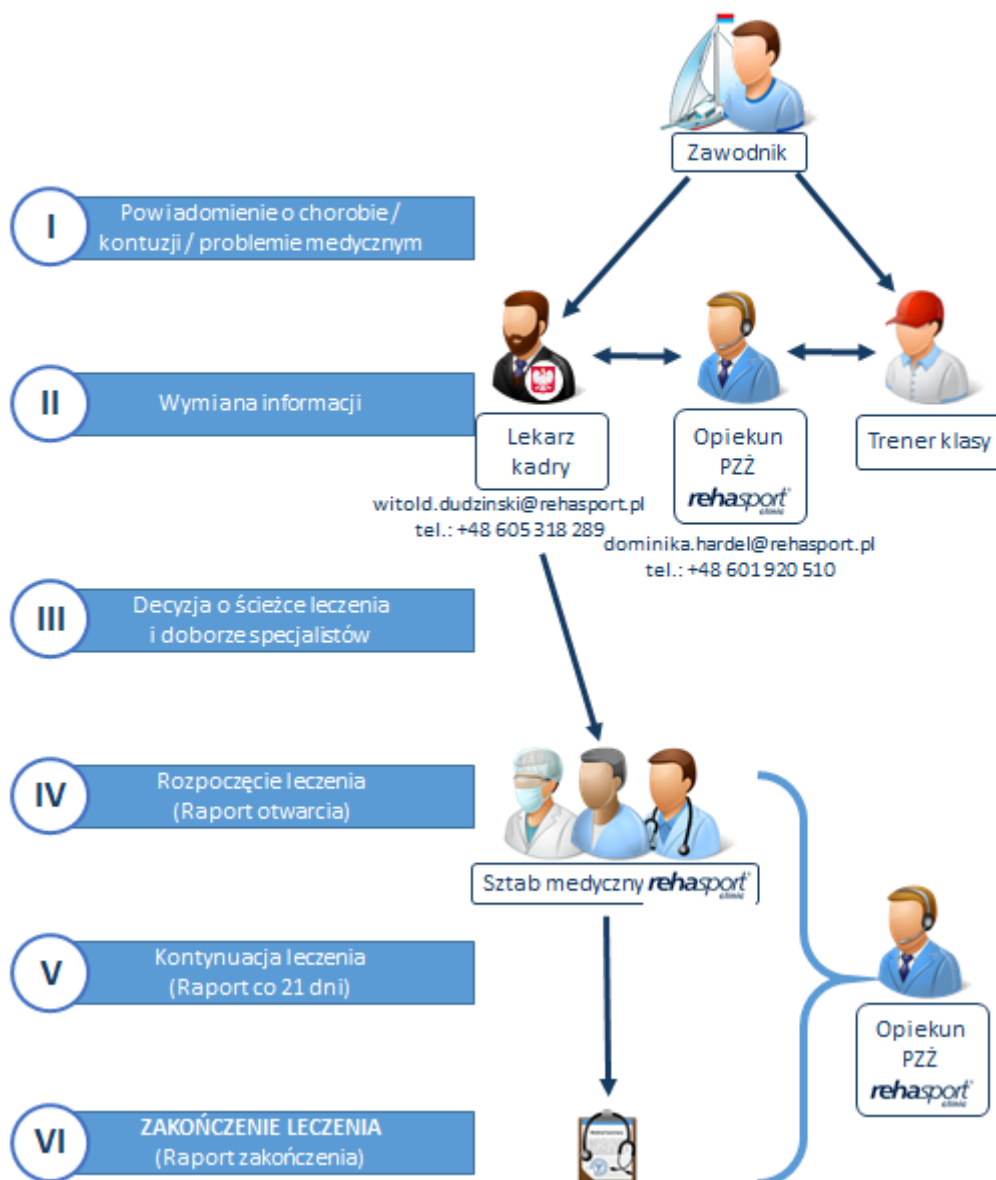 Zawodnik
I
Powiadomienie o chorobie /
kontuzji / problemie medycznym
II
Wymiana informacji
Lekarz
kadry
witold.dudzinski@rehasport.pl
tel.: +48 605 318 289
Opiekun
PZŻ
rehasport
clinic
dominika.hardel@rehasport.pl
tel.: +48 601 920 510
Trener klasy
III
Decyzja o ścieżce leczenia
i doborze specjalistów
IV
Rozpoczęcie leczenia
(Raport otwarcia)
Sztab medyczny rehasport
clinic
V
Kontynuacja leczenia
(Raport co 21 dni)
Opiekun
PZŻ
rehasport
clinic
VI
ZAKOŃCZENIE LECZENIA
(Raport zakończenia)